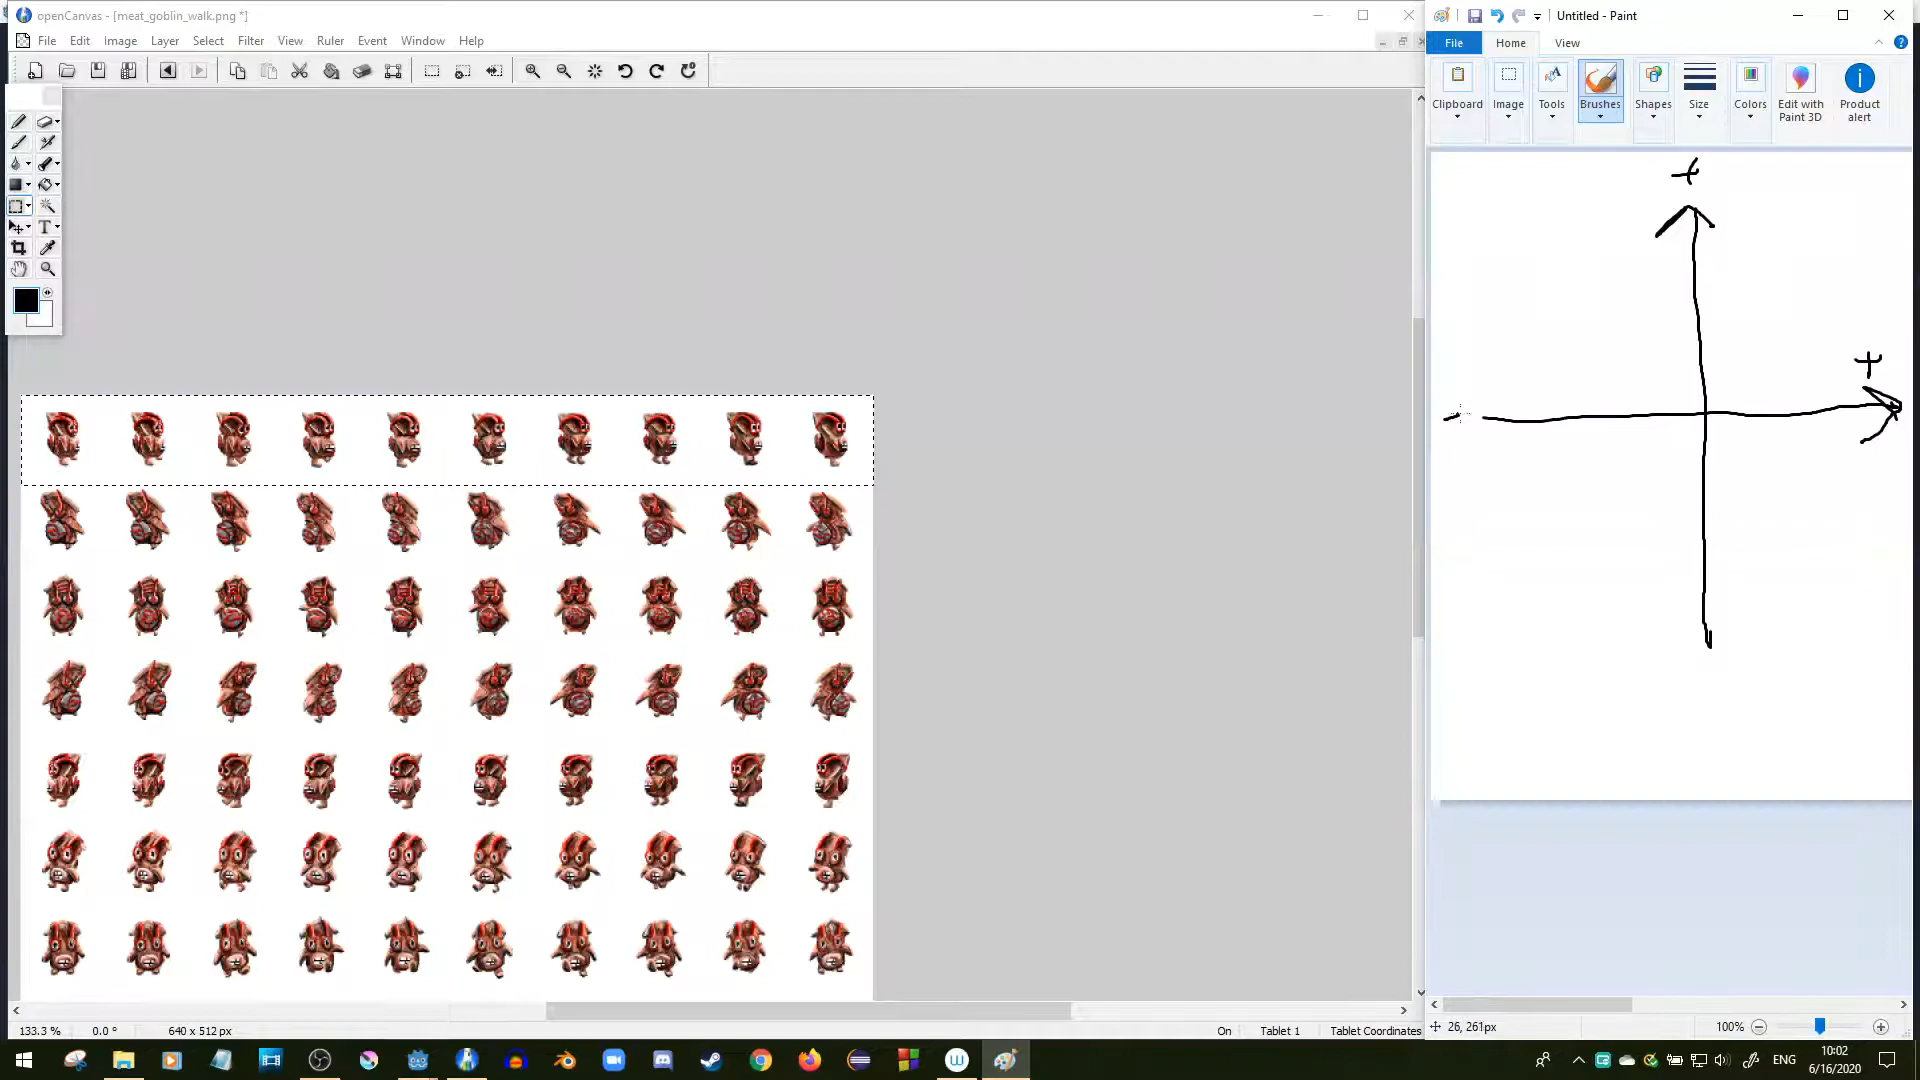 openCanvas - [meat_goblin_walk.png *]
File Edit Image Layer Select Filter View Ruler Event Window Help
133.3 % 0.0 ° 640 x 512 px On Tablet 1 Tablet Coordinates
Untitled - Paint
File Home View
Clipboard Image Tools Brushes Shapes Size Colors Edit with Paint 3D Product alert
+
+
-
26, 261px 100%
ENG 10:02 6/16/2020